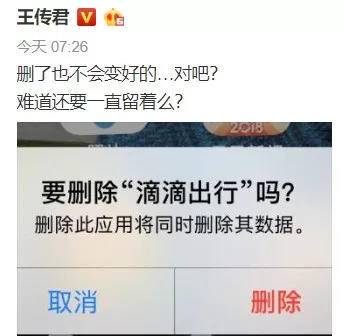 王传君
今天 07:26
删了也不会变好的…对吧?
难道还要一直留着么?
2018
要删除“滴滴出行”吗?
删除此应用将同时删除其数据。
取消
删除